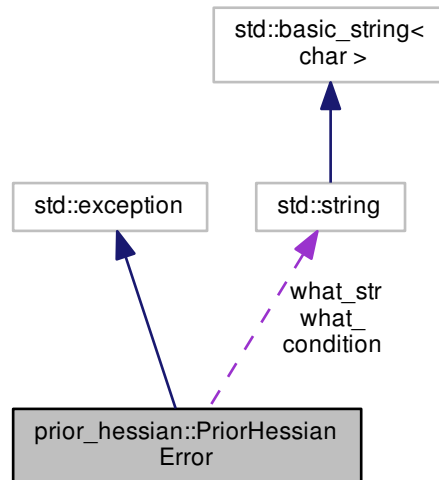 std::basic_string<
char >
std::exception
std::string
what_str
what_
condition
prior_hessian::PriorHessian
Error